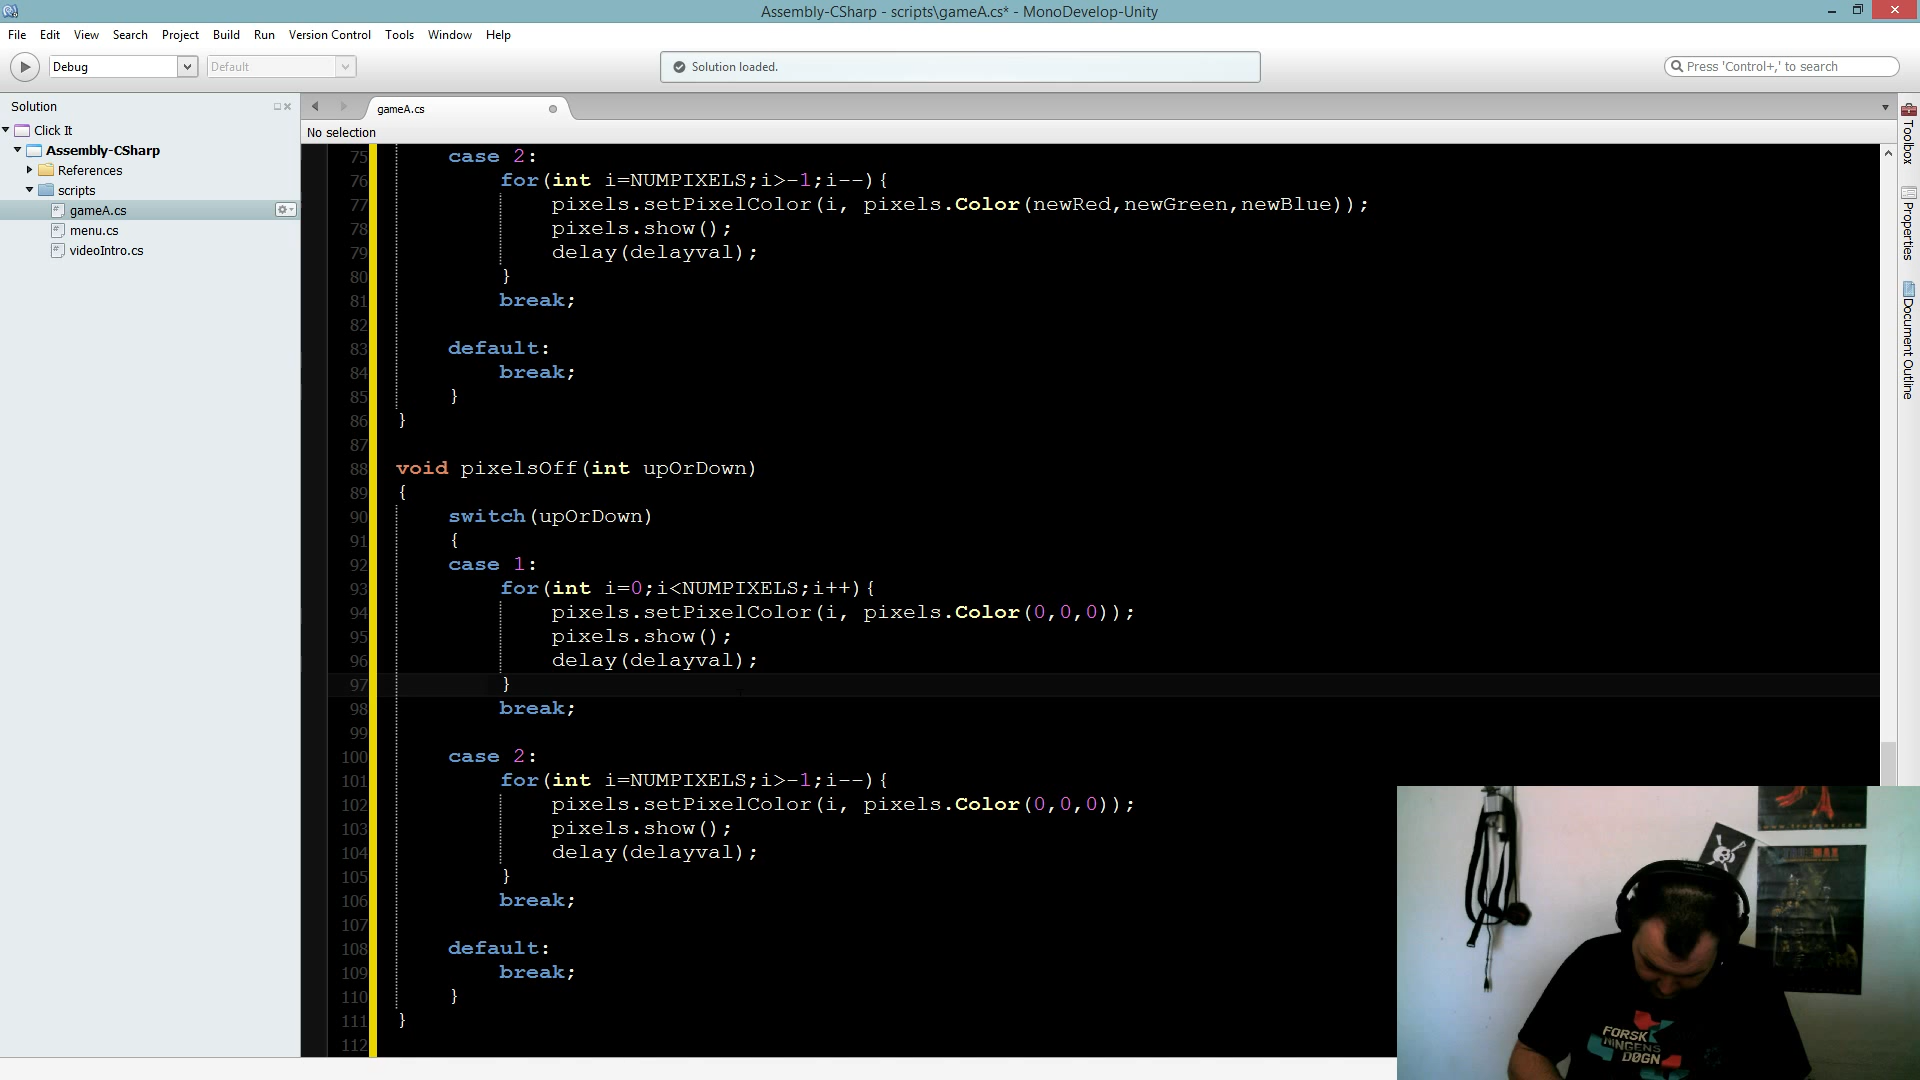 Assembly-CSharp - scripts\gameA.cs* - MonoDevelop-Unity
File Edit View Search Project Build Run Version Control Tools Window Help
Debug
Default
Solution loaded.
Press 'Control+,' to search
Solution
Click It
Assembly-CSharp
References
scripts
gameA.cs
menu.cs
videoIntro.cs
gameA.cs
No selection
75 case 2:
76 for(int i=NUMPIXELS;i>-1;i--){
77 pixels.setPixelColor(i, pixels.Color(newRed,newGreen,newBlue));
78 pixels.show();
79 delay(delayval);
80 }
81 break;
82
83 default:
84 break;
85 }
86 }
87
88 void pixelsOff(int upOrDown)
89 {
90 switch(upOrDown)
91 {
92 case 1:
93 for(int i=0;i<NUMPIXELS;i++){
94 pixels.setPixelColor(i, pixels.Color(0,0,0));
95 pixels.show();
96 delay(delayval);
97 }
98 break;
99
100 case 2:
101 for(int i=NUMPIXELS;i>-1;i--){
102 pixels.setPixelColor(i, pixels.Color(0,0,0));
103 pixels.show();
104 delay(delayval);
105 }
106 break;
107
108 default:
109 break;
110 }
111 }
112
Toolbox
Properties
Document Outline
FORSK
NINGENS
DØGN